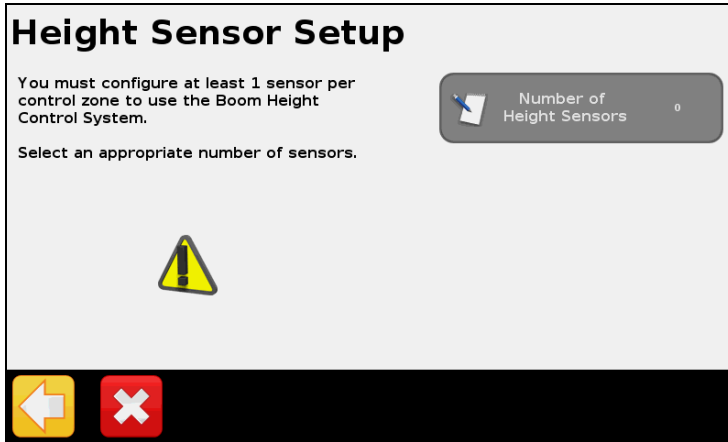 Height Sensor Setup
You must configure at least 1 sensor per
control zone to use the Boom Height
Control System.
Select an appropriate number of sensors.
Number of
Height Sensors
0